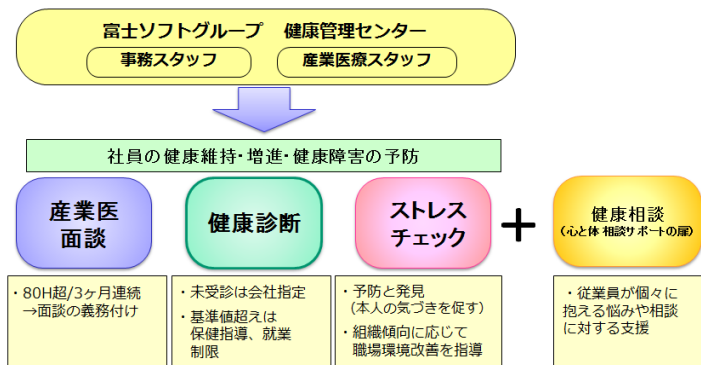 富士ソフトグループ 健康管理センター
事務スタッフ
産業医療スタッフ
社員の健康維持・増進・健康障害の予防
産業医
面談
健康診断
ストレス
チェック
+
健康相談
(心と体 相談サポートの扉)
・80H超/3ヶ月連続
→面談の義務付け
・未受診は会社指定
・基準値超えは
保健指導、就業
制限
・予防と発見
(本人の気づきを促す)
・組織傾向に応じて
職場環境改善を指導
・従業員が個々に
抱える悩みや相談
に対する支援